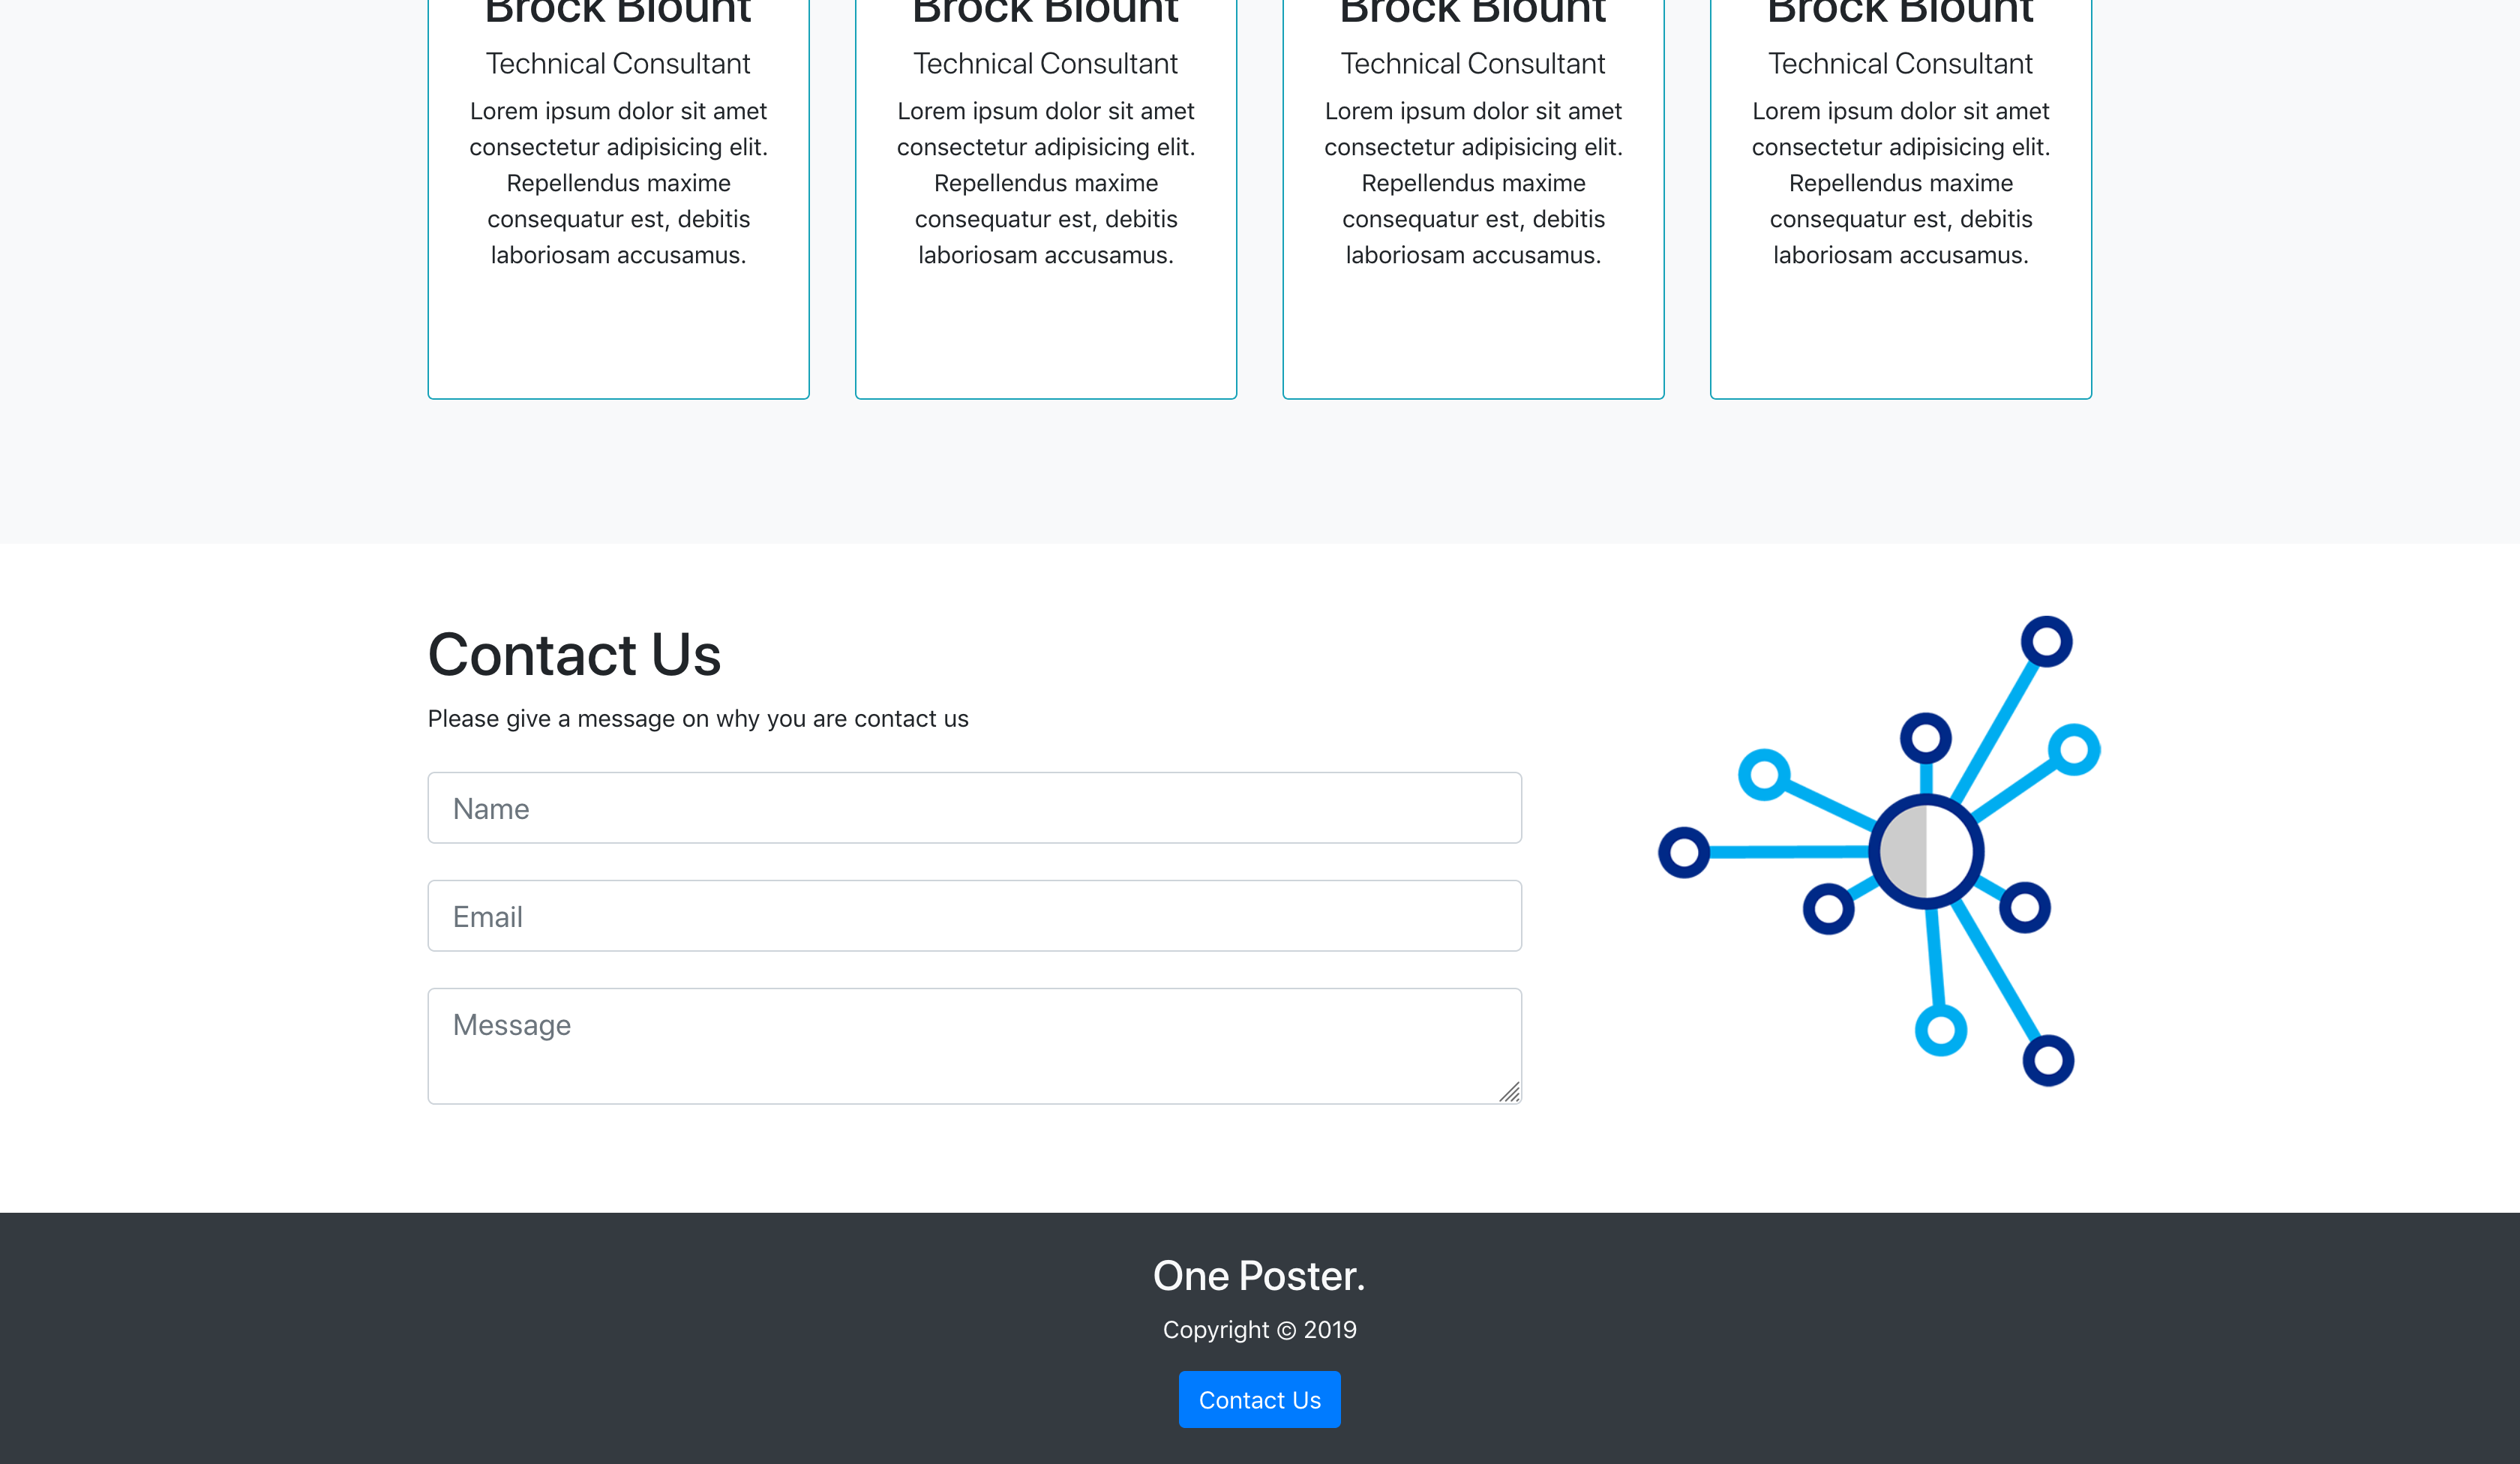 Brock Blount
Technical Consultant
Lorem ipsum dolor sit amet
consectetur adipisicing elit.
Repellendus maxime
consequatur est, debitis
laboriosam accusamus.
Brock Blount
Technical Consultant
Lorem ipsum dolor sit amet
consectetur adipisicing elit.
Repellendus maxime
consequatur est, debitis
laboriosam accusamus.
Brock Blount
Technical Consultant
Lorem ipsum dolor sit amet
consectetur adipisicing elit.
Repellendus maxime
consequatur est, debitis
laboriosam accusamus.
Brock Blount
Technical Consultant
Lorem ipsum dolor sit amet
consectetur adipisicing elit.
Repellendus maxime
consequatur est, debitis
laboriosam accusamus.
Contact Us
Please give a message on why you are contact us
Name
Email
Message
One Poster.
Copyright © 2019
Contact Us